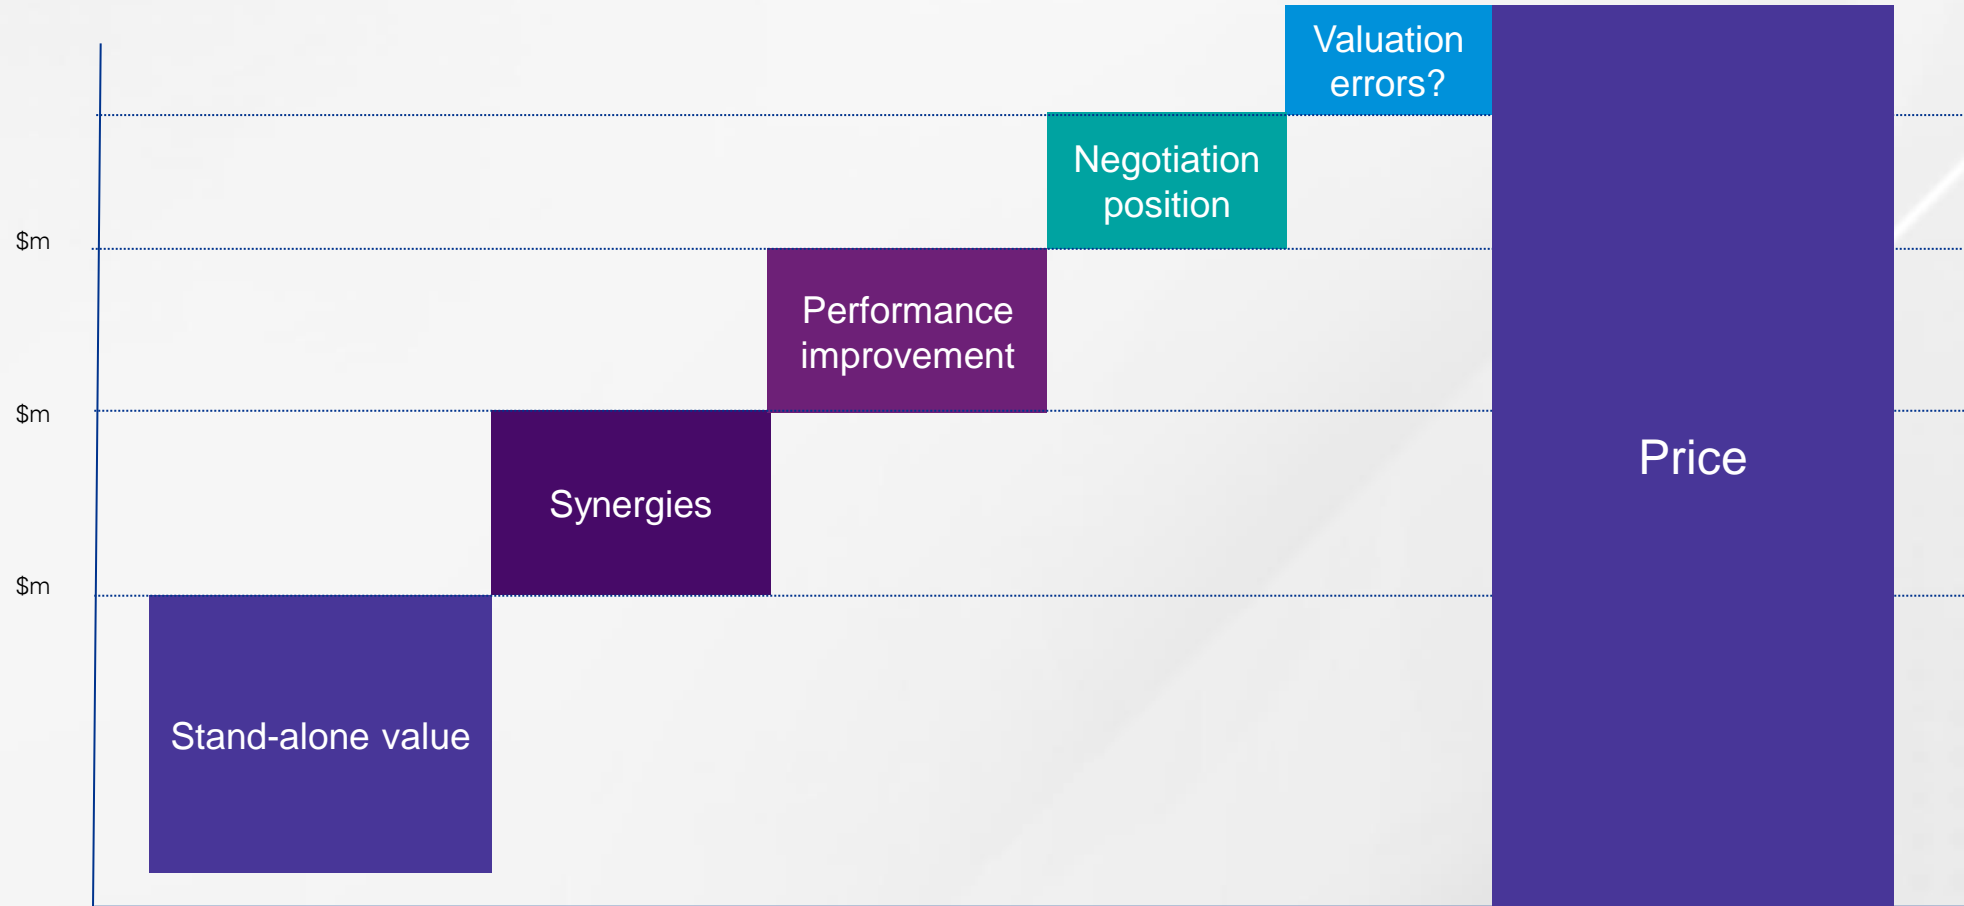 Valuation
errors?
Negotiation
position
$m
Performance
improvement
$m
Price
Synergies
$m
Stand-alone value